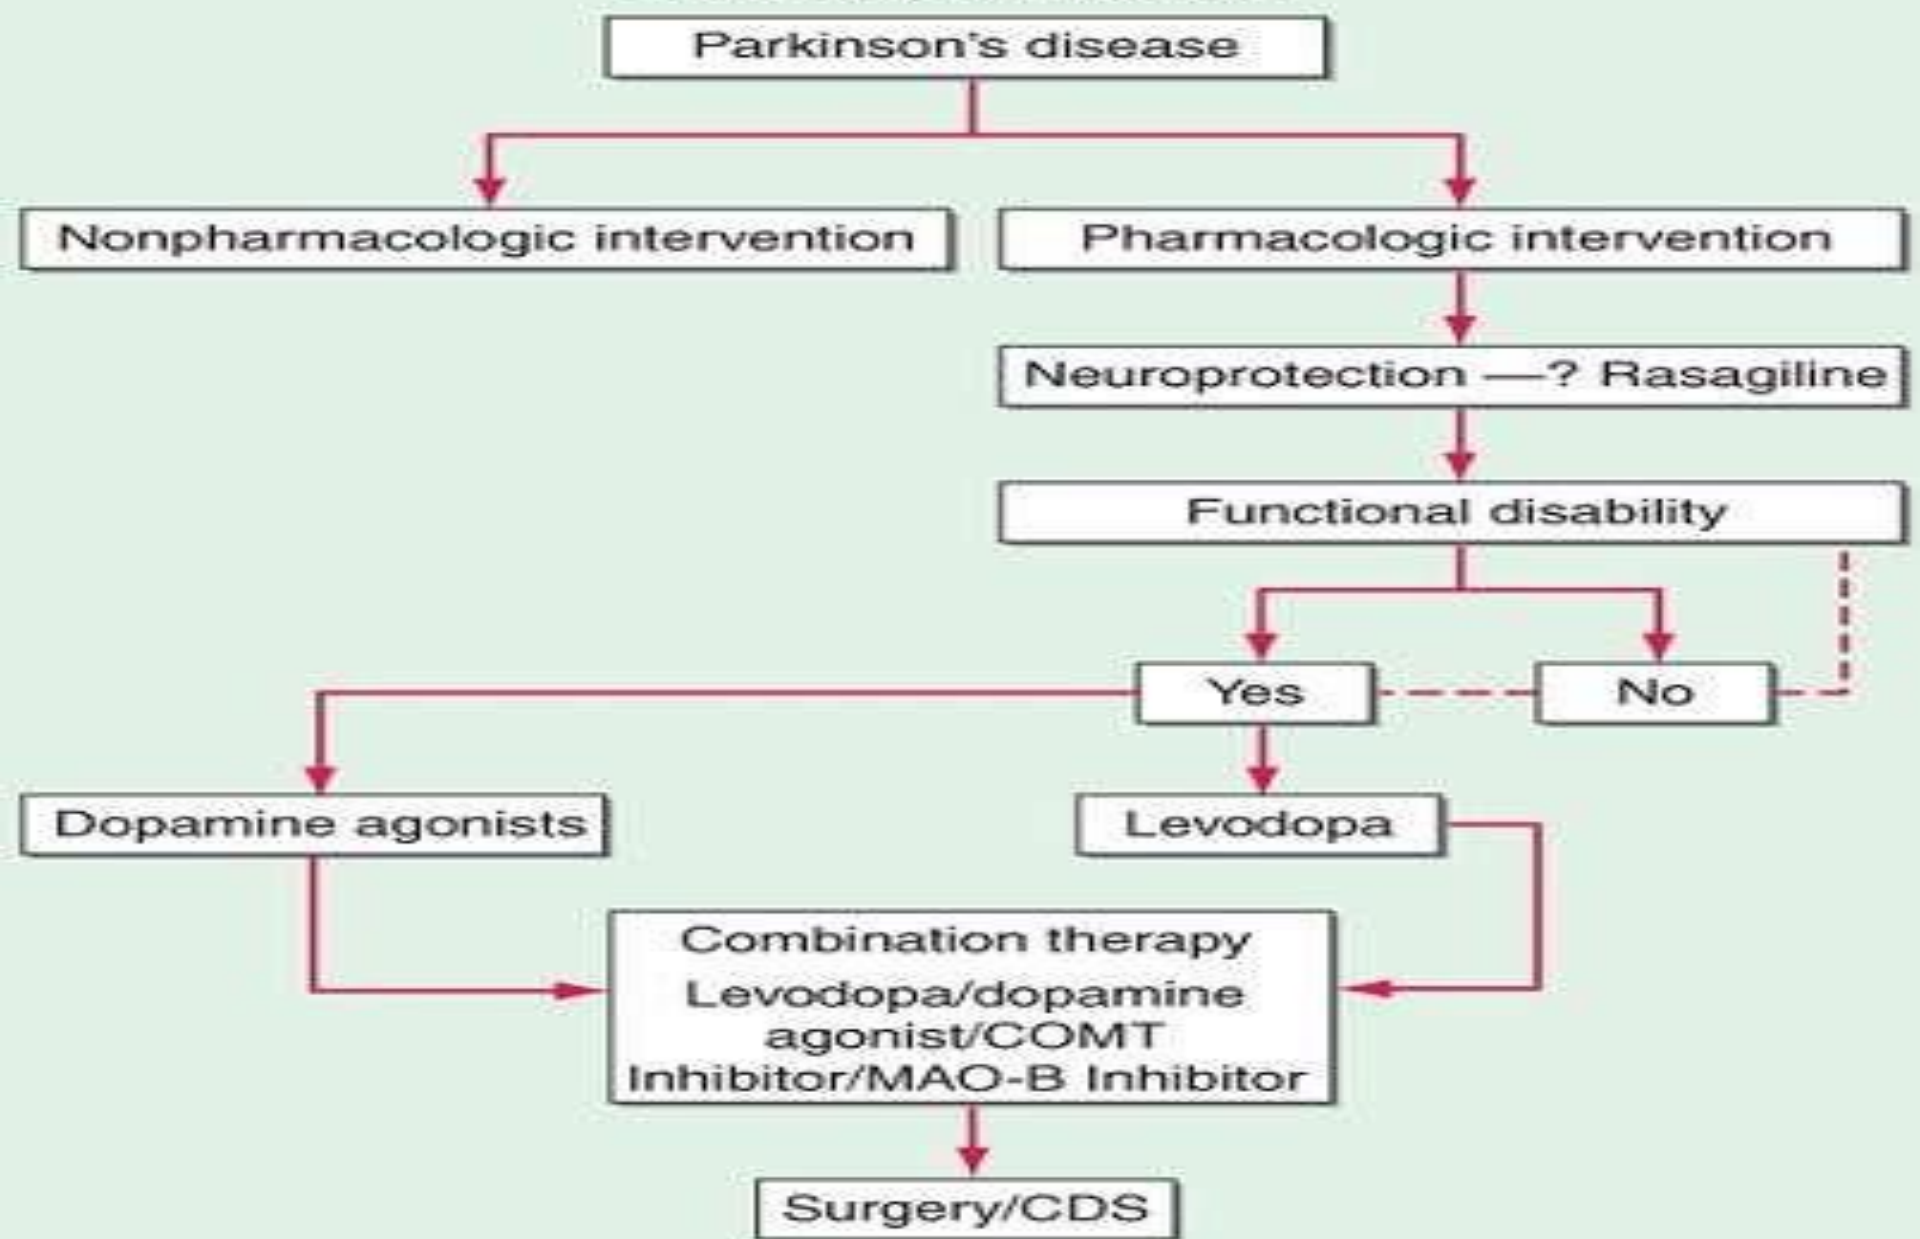 Parkinson's disease
Nonpharmacologic intervention
Pharmacologic intervention
Neuroprotection —? Rasagiline
Functional disability
Yes
No
Dopamine agonists
Levodopa
Combination therapy
Levodopa/dopamine
agonist/COMT
Inhibitor/MAO-B Inhibitor
Surgery/CDS